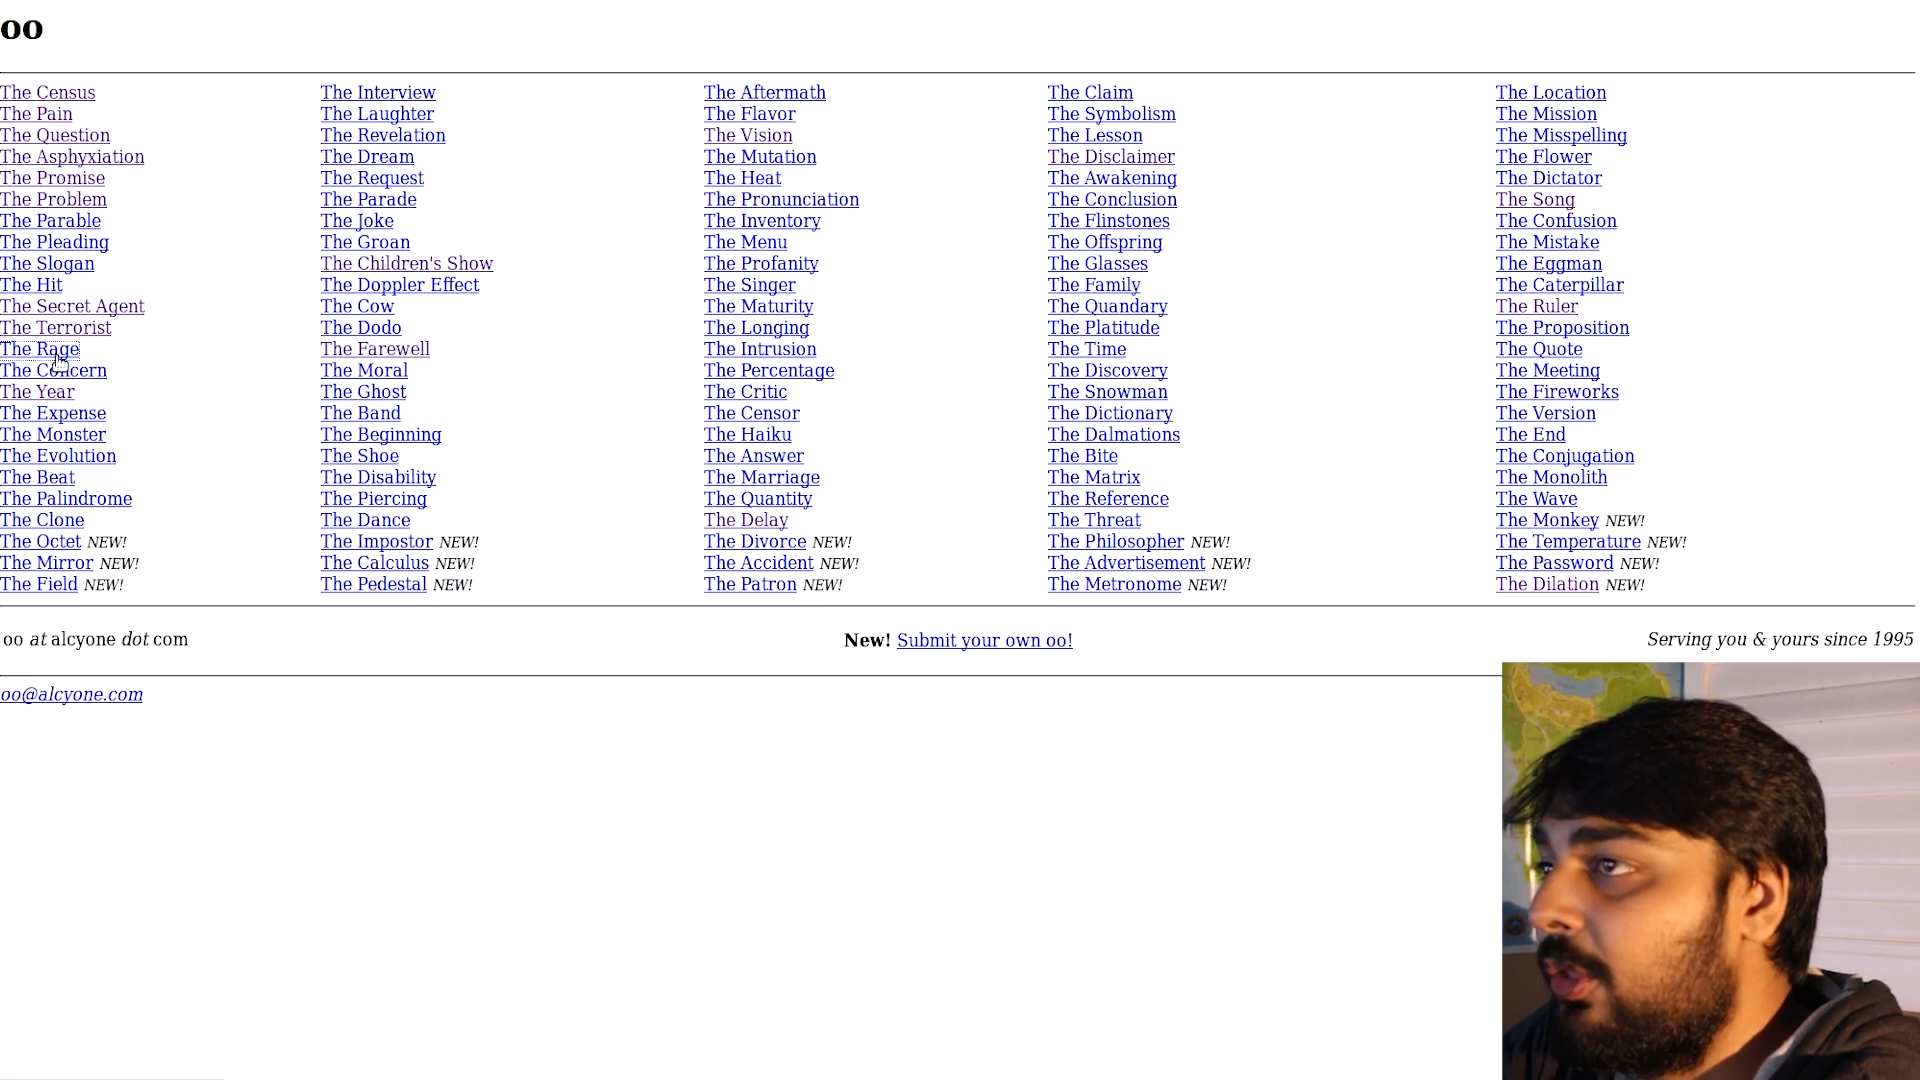 oo
The Census The Interview The Aftermath The Claim The Location
The Pain The Laughter The Flavor The Symbolism The Mission
The Question The Revelation The Vision The Lesson The Misspelling
The Asphyxiation The Dream The Mutation The Disclaimer The Flower
The Promise The Request The Heat The Awakening The Dictator
The Problem The Parade The Pronunciation The Conclusion The Song
The Parable The Joke The Inventory The Flinstones The Confusion
The Pleading The Groan The Menu The Offspring The Mistake
The Slogan The Children's Show The Profanity The Glasses The Eggman
The Hit The Doppler Effect The Singer The Family The Caterpillar
The Secret Agent The Cow The Maturity The Quandary The Ruler
The Terrorist The Dodo The Longing The Platitude The Proposition
The Rage The Farewell The Intrusion The Time The Quote
The Concern The Moral The Percentage The Discovery The Meeting
The Year The Ghost The Critic The Snowman The Fireworks
The Expense The Band The Censor The Dictionary The Version
The Monster The Beginning The Haiku The Dalmations The End
The Evolution The Shoe The Answer The Bite The Conjugation
The Beat The Disability The Marriage The Matrix The Monolith
The Palindrome The Piercing The Quantity The Reference The Wave
The Clone The Dance The Delay The Threat The Monkey NEW!
The Octet NEW! The Impostor NEW! The Divorce NEW! The Philosopher NEW! The Temperature NEW!
The Mirror NEW! The Calculus NEW! The Accident NEW! The Advertisement NEW! The Password NEW!
The Field NEW! The Pedestal NEW! The Patron NEW! The Metronome NEW! The Dilation NEW!
oo at alcyone dot com New! Submit your own oo! Serving you & yours since 1995
oo@alcyone.com